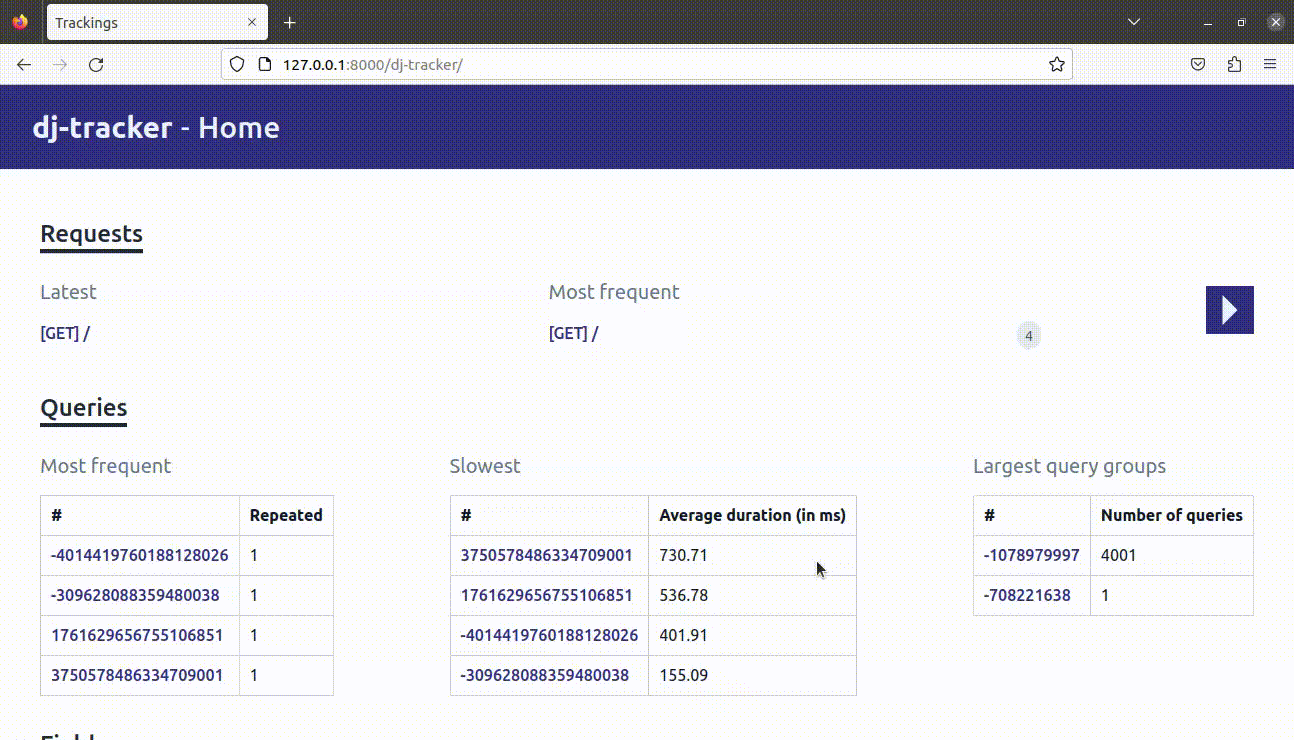 Trackings
127.0.0.1:8000/dj-tracker/
dj-tracker - Home
Requests
Latest
Most frequent
[GET] /
[GET] /
4
Queries
Most frequent
Slowest
Largest query groups
# Repeated
-4014419760188128026 1
-309628088359480038 1
1761629656755106851 1
3750578486334709001 1
# Average duration (in ms)
3750578486334709001 730.71
1761629656755106851 536.78
-4014419760188128026 401.91
-309628088359480038 155.09
# Number of queries
-1078979997 4001
-708221638 1